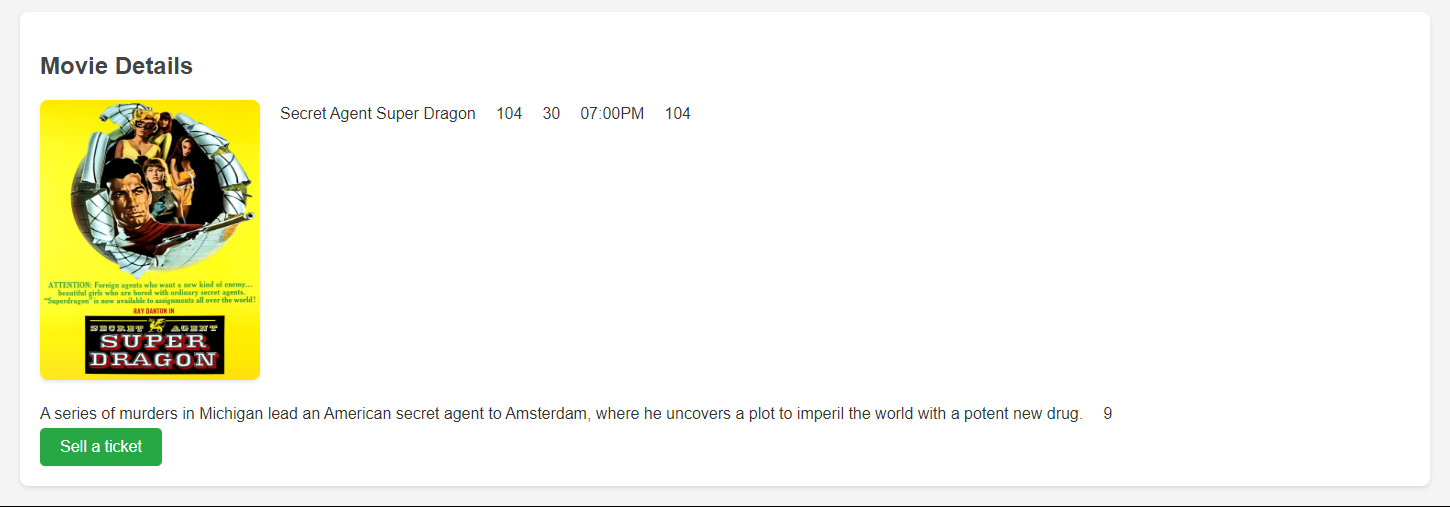 Movie Details
Secret Agent Super Dragon 104 30 07:00PM 104
ATTENTION: Foreign agents who want a new kind of enemy...
beautiful girls who are bored with ordinary secret agents.
"Superdragon" is now available to assignments all over the world!
RAY DANTON IN
SECRET AGENT
SUPER
DRAGON
A series of murders in Michigan lead an American secret agent to Amsterdam, where he uncovers a plot to imperil the world with a potent new drug. 9
Sell a ticket